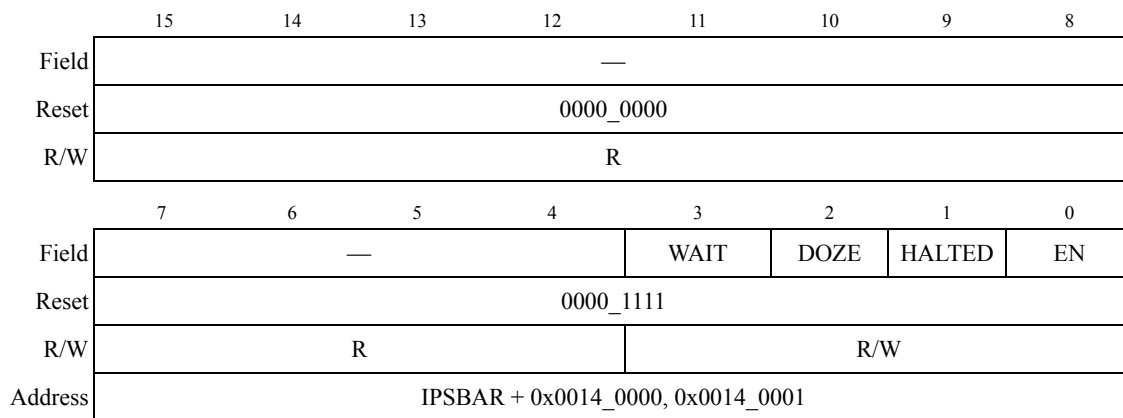 15 14 13 12 11 10 9 8
Field —
Reset 0000_0000
R/W R
7 6 5 4 3 2 1 0
Field — WAIT DOZE HALTED EN
Reset 0000_1111
R/W R R/W
Address IPSBAR + 0x0014_0000, 0x0014_0001